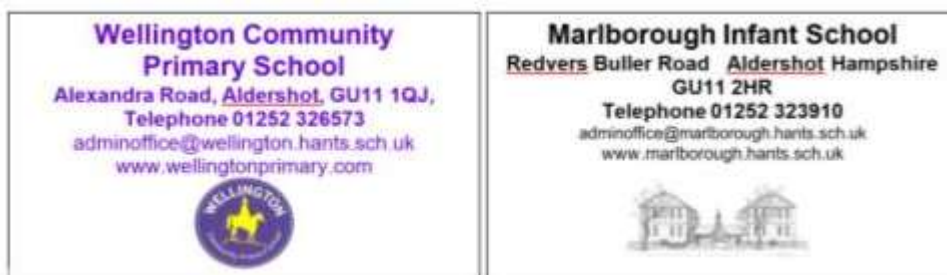 Wellington Community
Primary School
Alexandra Road, Aldershot, GU11 1QJ,
Telephone 01252 326573
adminoffice@wellington.hants.sch.uk
www.wellingtonprimary.com
WELLINGTON
Marlborough Infant School
Redvers Buller Road Aldershot Hampshire
GU11 2HR
Telephone 01252 323910
adminoffice@marlborough.hants.sch.uk
www.marlborough.hants.sch.uk